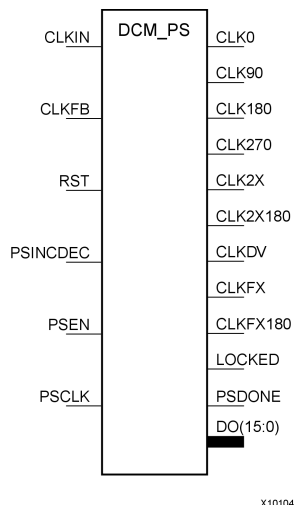 DCM_PS
CLKIN
CLK0
CLK90
CLKFB
CLK180
CLK270
RST
CLK2X
CLK2X180
PSINCDEC
CLKDV
CLKFX
PSEN
CLKFX180
LOCKED
PSCLK
PSDONE
DO(15:0)
X10104